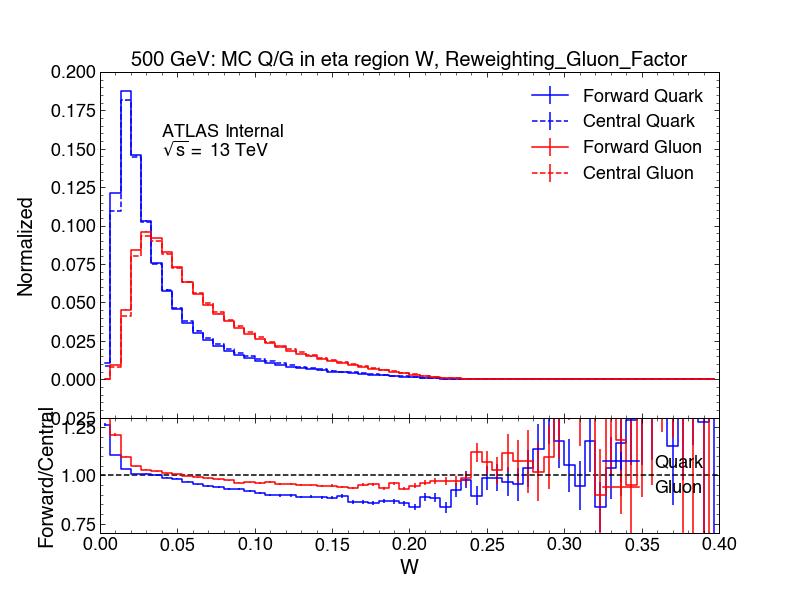 500 GeV: MC Q/G in eta region W, Reweighting_Gluon_Factor
0.200
0.175
0.150
0.125
0.100
0.075
0.050
0.025
0.000
0.025
Normalized
ATLAS Internal
√s = 13 TeV
Forward Quark
Central Quark
Forward Gluon
Central Gluon
1.25
1.00
0.75
Forward/Central
Quark
Gluon
0.00 0.05 0.10 0.15 0.20 0.25 0.30 0.35 0.40
W